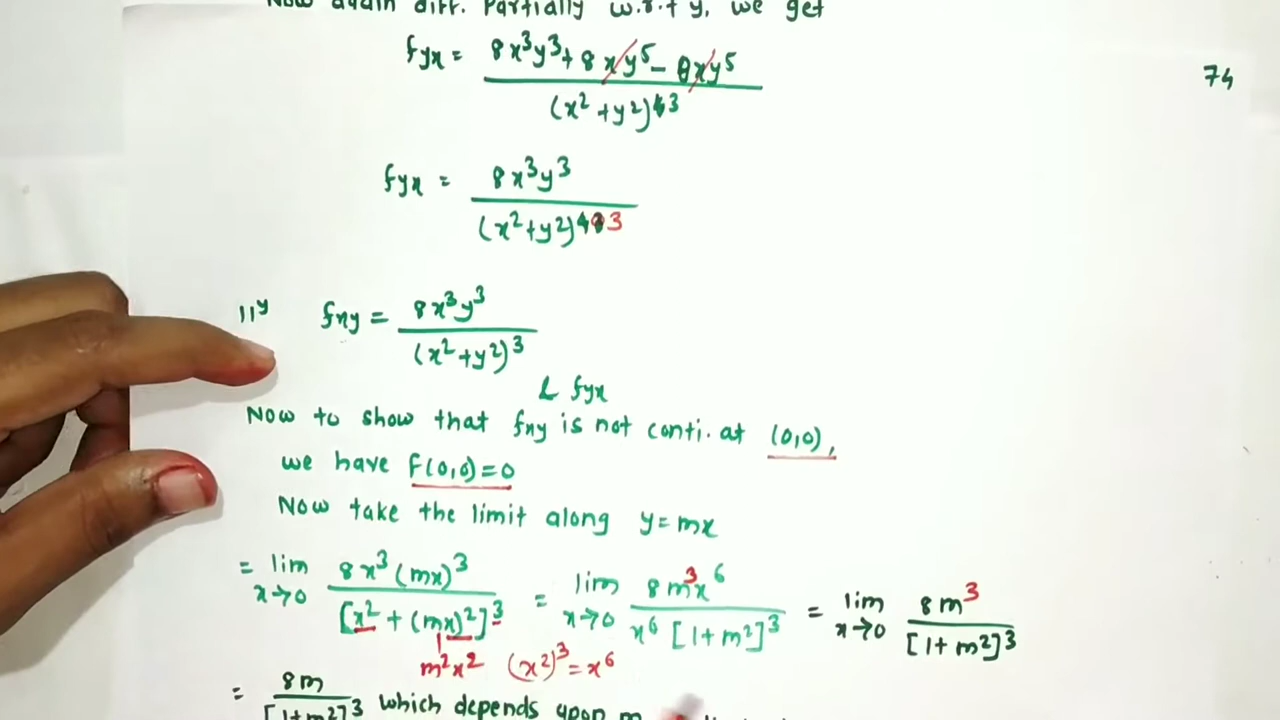 Now again diff. Partially w.r.t y, we get
fyx = 8x³y³ + 8xy⁵ - 8xy⁵ / (x² + y²)³
74
fyx = 8x³y³ / (x² + y²)³
||ly fxy = 8x³y³ / (x² + y²)³
& fyx
Now to show that fxy is not conti. at (0,0),
we have F(0,0) = 0
Now take the limit along y = mx
= lim x→0 8x³(mx)³ / [x² + (mx)²]³ = lim x→0 8m³x⁶ / x⁶[1+m²]³ = lim x→0 8m³ / [1+m²]³
m²x² (x²)³ = x⁶
= 8m / [1+m²]³ which depends upon m